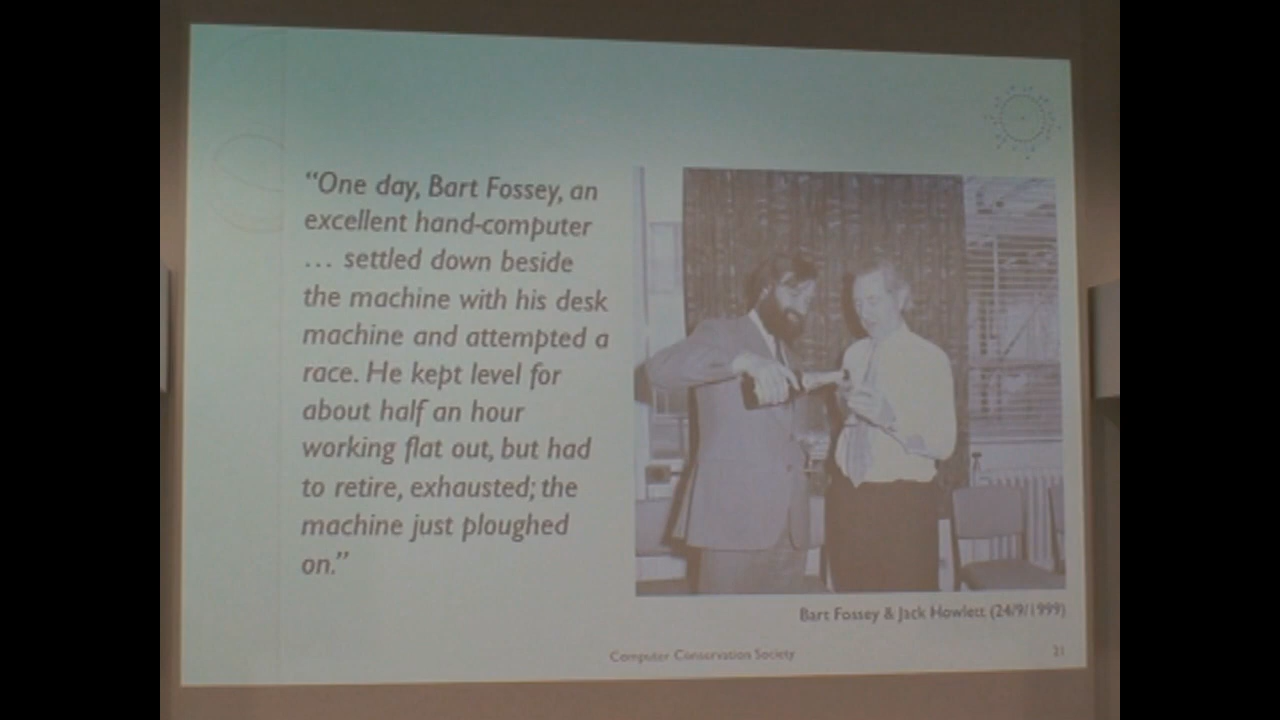 “One day, Bart Fossey, an
excellent hand-computer
… settled down beside
the machine with his desk
machine and attempted a
race. He kept level for
about half an hour
working flat out, but had
to retire, exhausted; the
machine just ploughed
on.”
Bart Fossey & Jack Howlett (24/9/1999)
Computer Conservation Society
21